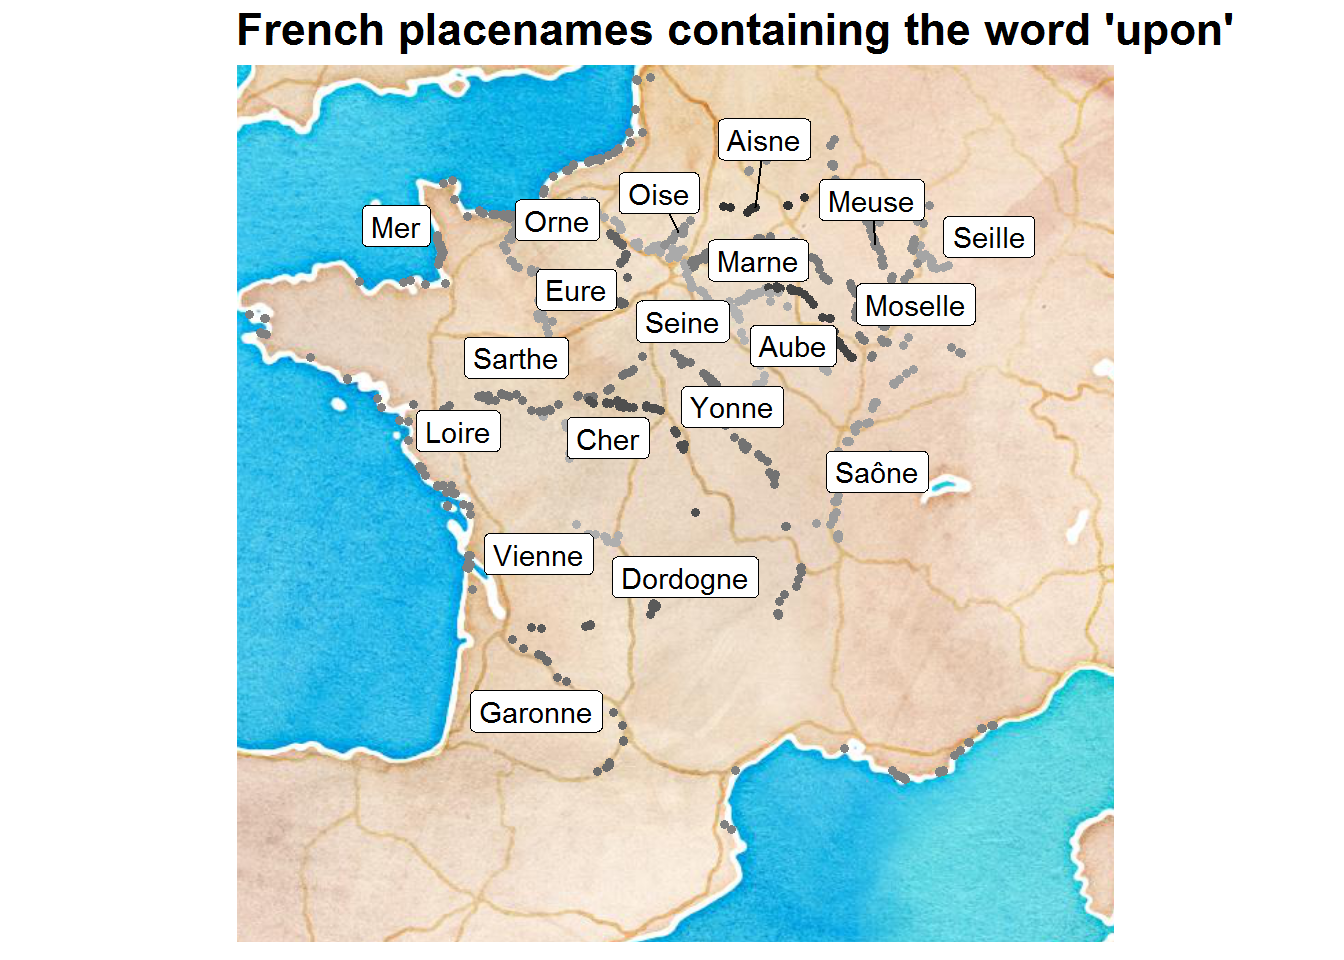 French placenames containing the word 'upon'
Aisne
Oise
Meuse
Mer
Orne
Seille
Marne
Eure
Moselle
Seine
Aube
Sarthe
Yonne
Loire
Cher
Saône
Vienne
Dordogne
Garonne